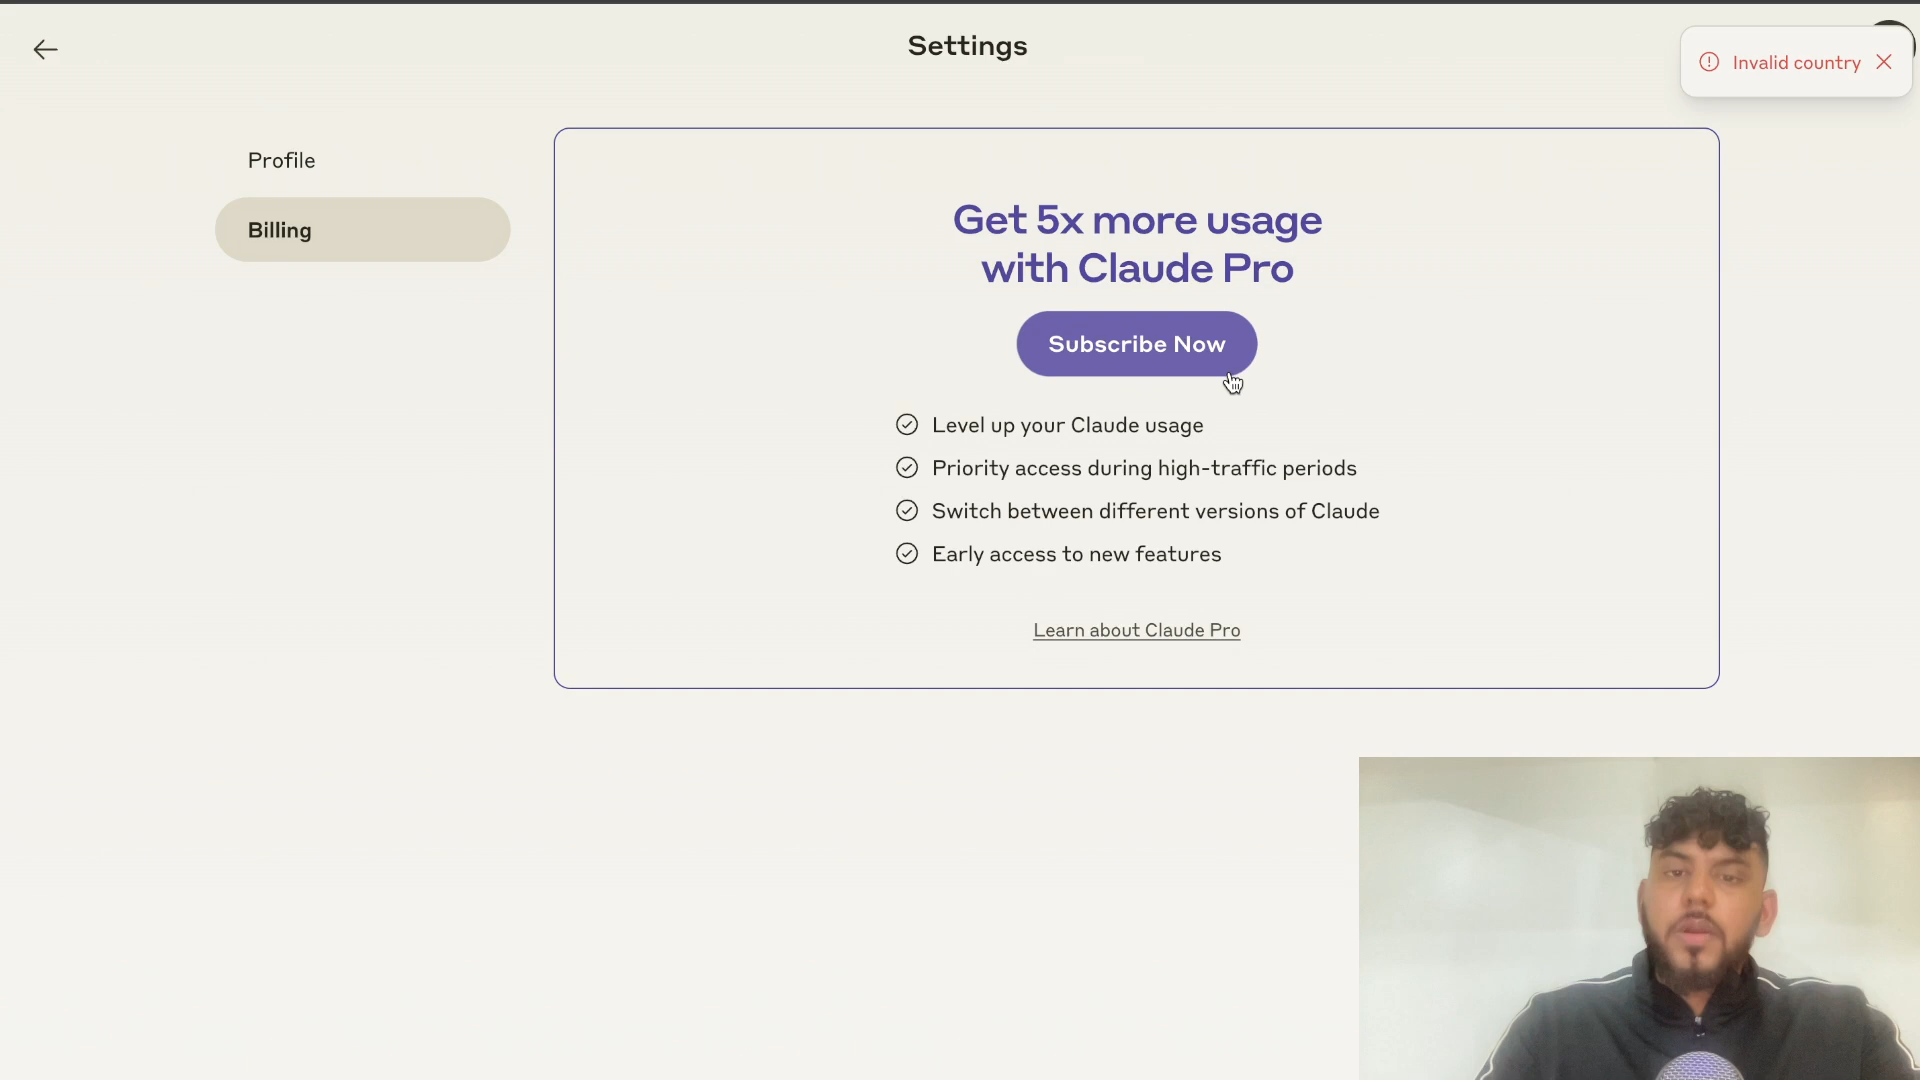 Settings
Invalid country
Profile
Billing
Get 5x more usage
with Claude Pro
Subscribe Now
Level up your Claude usage
Priority access during high-traffic periods
Switch between different versions of Claude
Early access to new features
Learn about Claude Pro